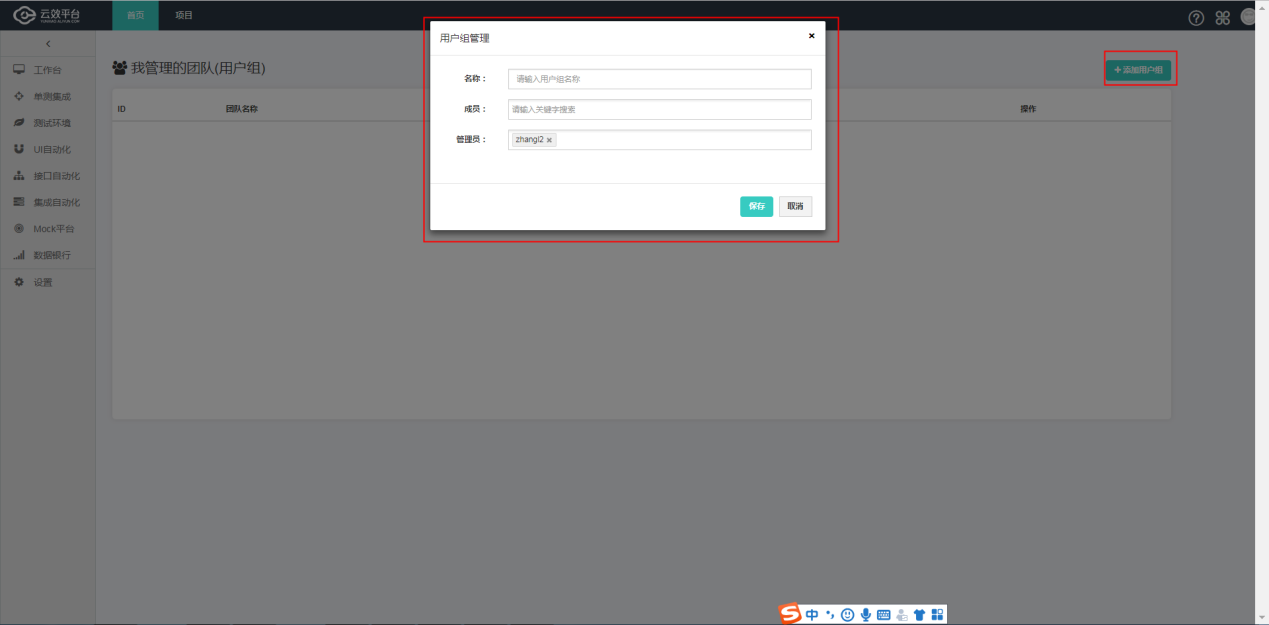 云效平台
YUNXIAO.ALIYUN.COM
首页
项目
工作台
单测集成
测试环境
UI自动化
接口自动化
集成自动化
Mock平台
数据银行
设置
我管理的团队(用户组)
+添加用户组
ID
团队名称
操作
用户组管理
×
名称：
请输入用户组名称
成员：
请输入关键字搜索
管理员：
zhangl2 ×
保存
取消
S中